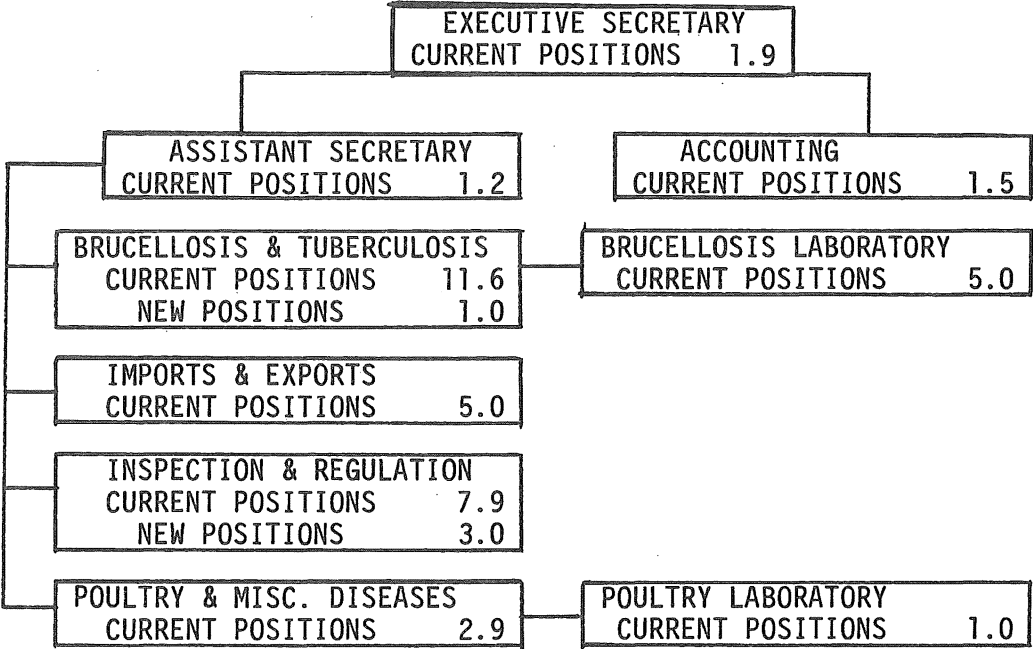 EXECUTIVE SECRETARY
CURRENT POSITIONS 1.9
ASSISTANT SECRETARY
CURRENT POSITIONS 1.2
ACCOUNTING
CURRENT POSITIONS 1.5
BRUCELLOSIS & TUBERCULOSIS
CURRENT POSITIONS 11.6
NEW POSITIONS 1.0
BRUCELLOSIS LABORATORY
CURRENT POSITIONS 5.0
IMPORTS & EXPORTS
CURRENT POSITIONS 5.0
INSPECTION & REGULATION
CURRENT POSITIONS 7.9
NEW POSITIONS 3.0
POULTRY & MISC. DISEASES
CURRENT POSITIONS 2.9
POULTRY LABORATORY
CURRENT POSITIONS 1.0